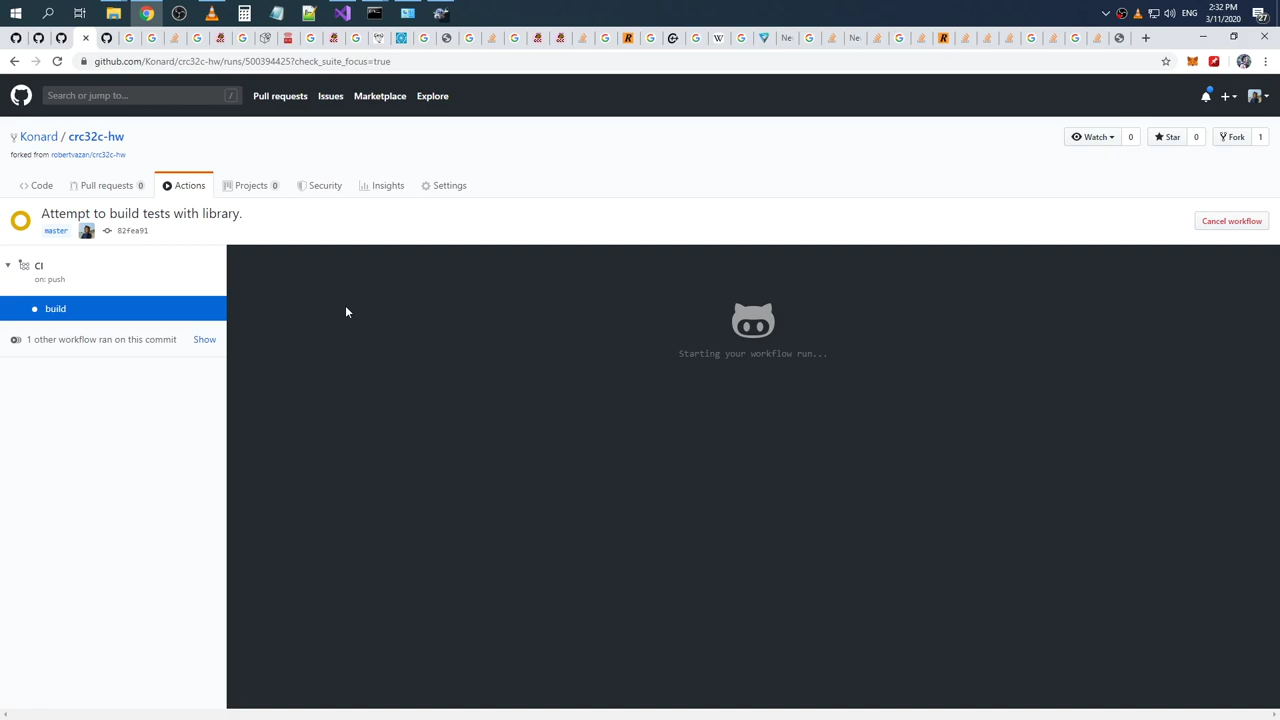 ENG
2:32 PM
3/11/2020
27
Ne
Ne
github.com/Konard/crc32c-hw/runs/500394425?check_suite_focus=true
Search or jump to...
/
Pull requests
Issues
Marketplace
Explore
Konard / crc32c-hw
forked from robertvazan/crc32c-hw
Watch
0
Star
0
Fork
1
Code
Pull requests 0
Actions
Projects 0
Security
Insights
Settings
Attempt to build tests with library.
master
82fea91
Cancel workflow
CI
on: push
build
1 other workflow ran on this commit
Show
Starting your workflow run...